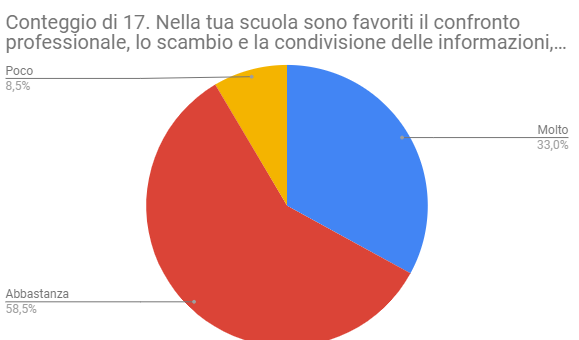 Conteggio di 17. Nella tua scuola sono favoriti il confronto
professionale, lo scambio e la condivisione delle informazioni,...
Poco
8,5%
Molto
33,0%
Abbastanza
58,5%